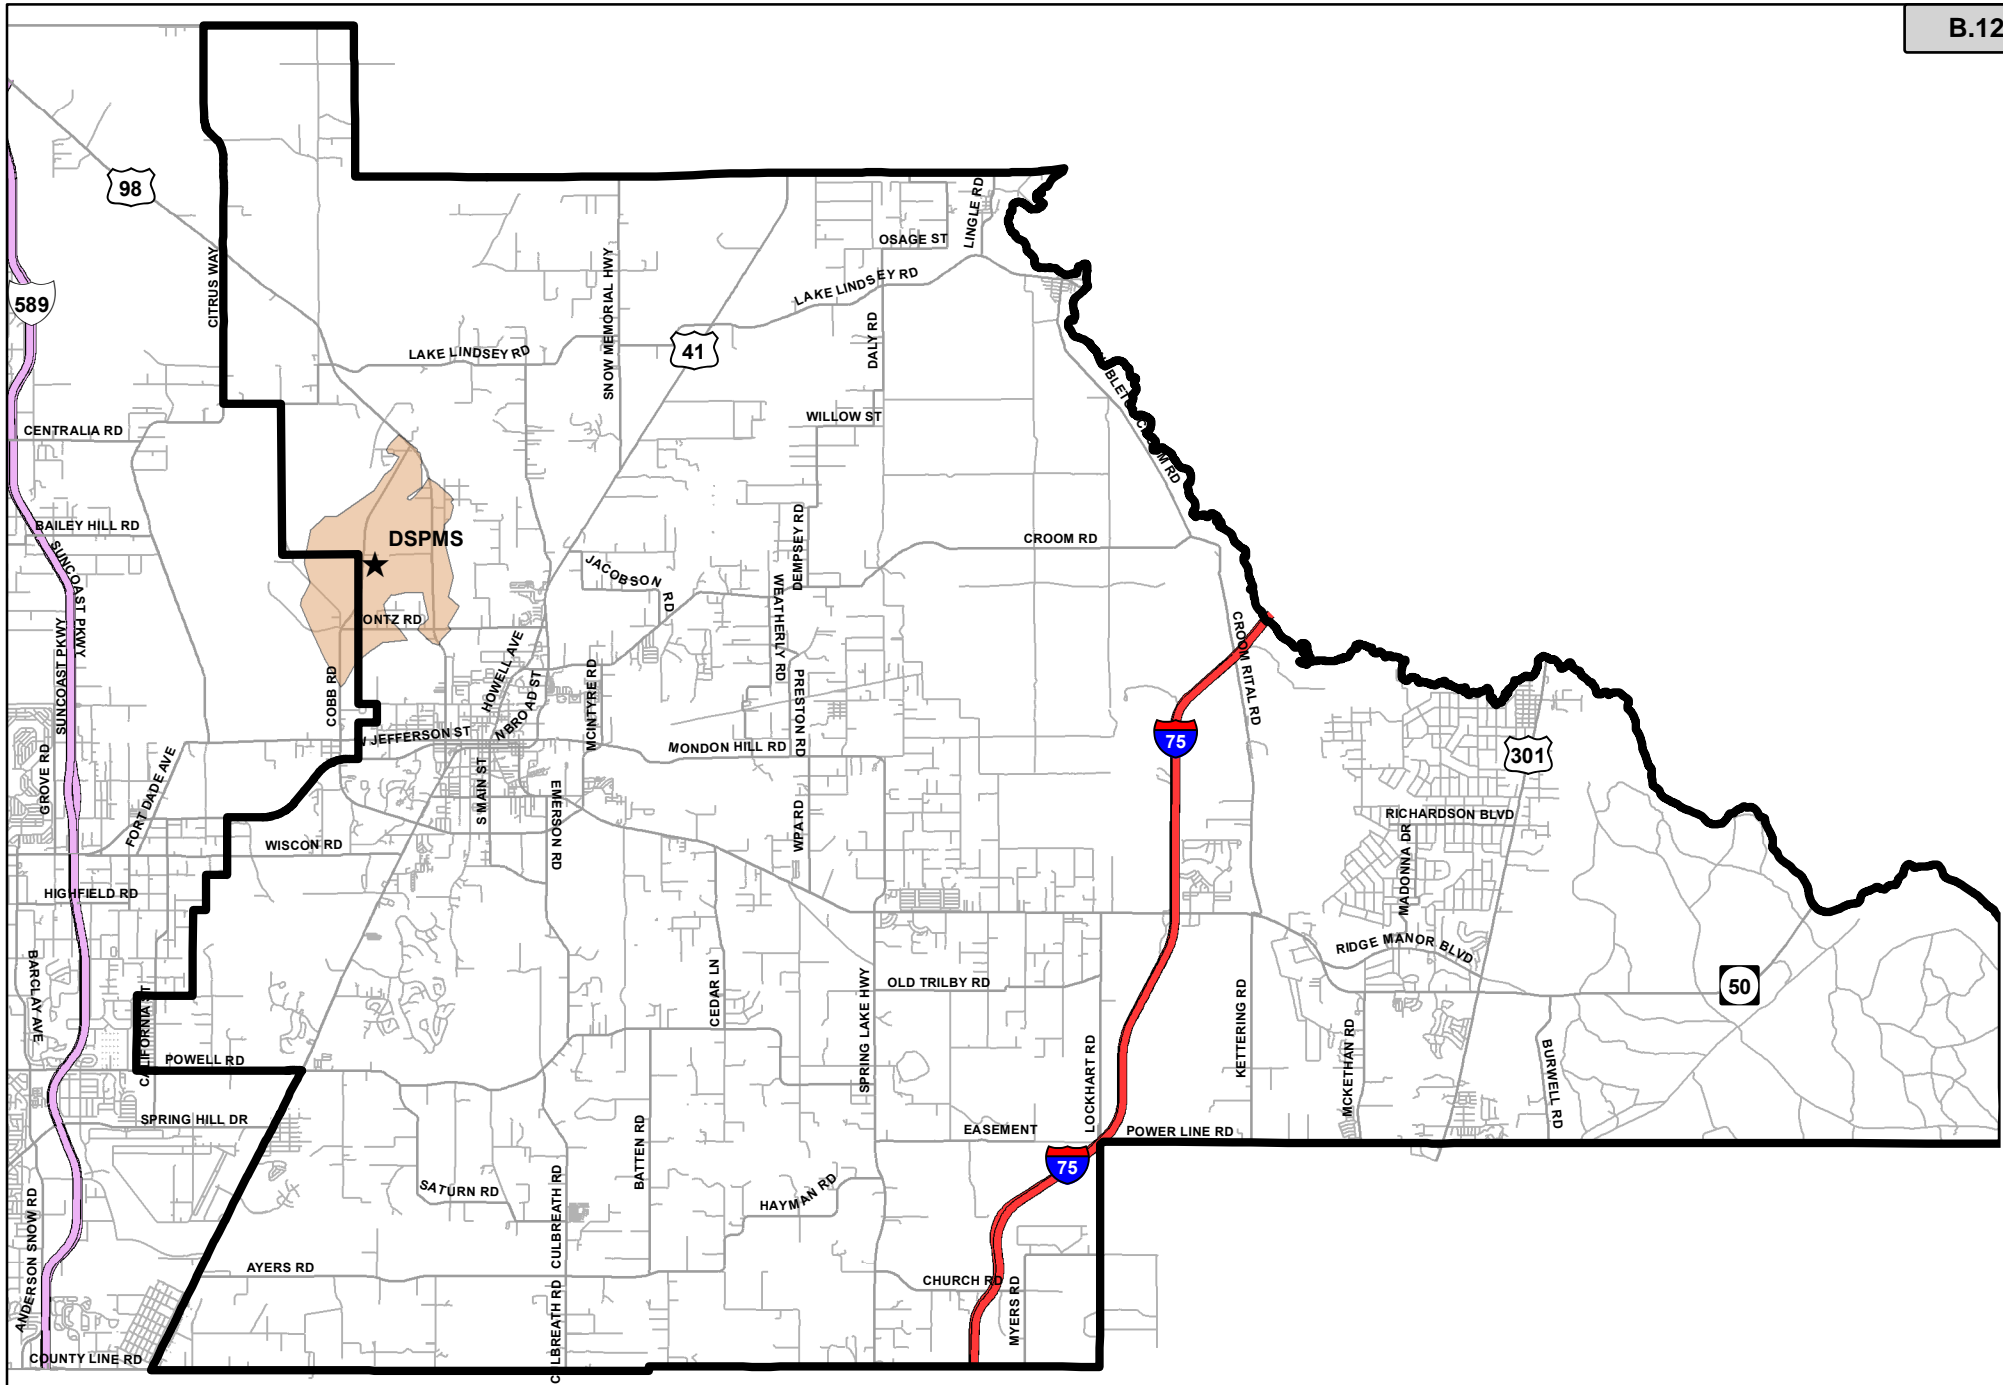 B.12
98
CITRUS WAY
589
LINGLE RD
OSAGE ST
LAKE LINDSEY RD
SNOW MEMORIAL HWY
LAKE LINDSEY RD
41
DALY RD
WILLOW ST
CENTRALIA RD
BAILEY HILL RD
SUNCOAST PKWY
SUNCOAST PKWY
DSPMS
CROOM RD
DEMPSEY RD
JACOBSON RD
WEATHERLY RD
ONTZ RD
HOWELL AVE
N BROAD ST
MCINTYRE RD
PRESTON RD
CROOM RITAL RD
COBB RD
W JEFFERSON ST
MONDON HILL RD
75
301
GROVE RD
FORT DADE AVE
S MAIN ST
EMERSON RD
WPA RD
RICHARDSON BLVD
MADONNA DR
WISCON RD
HIGHFIELD RD
BARCLAY AVE
CALIFORNIA ST
CEDAR LN
SPRING LAKE HWY
OLD TRILBY RD
RIDGE MANOR BLVD
50
KETTERING RD
MCKETHAN RD
BURWELL RD
LOCKHART RD
POWELL RD
SPRING HILL DR
EASEMENT
POWER LINE RD
75
BATTEN RD
SATURN RD
CULBREATH RD
HAYMAN RD
ANDERSON SNOW RD
AYERS RD
CHURCH RD
MYERS RD
CULBREATH RD
COUNTY LINE RD